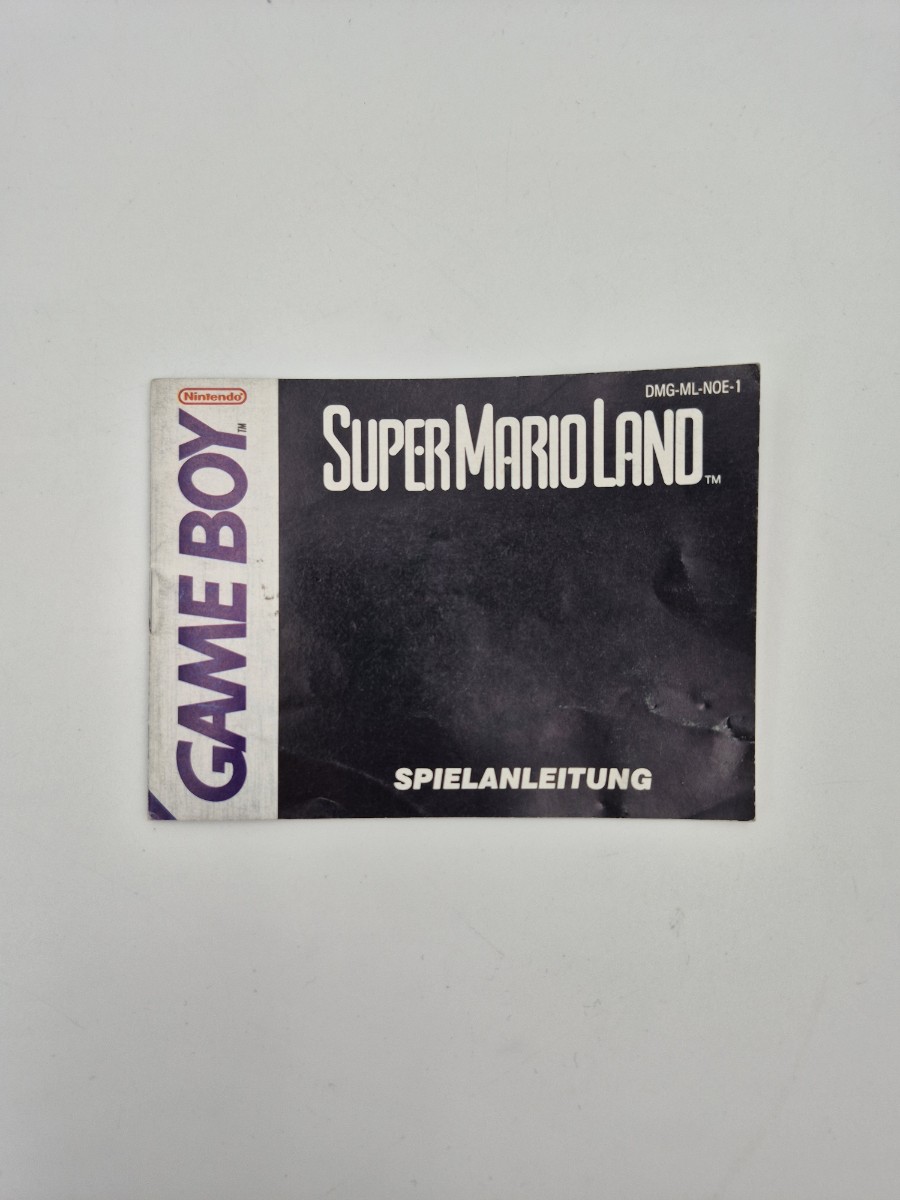 Nintendo
GAME BOY™
DMG-ML-NOE-1
SUPER MARIO LAND™
SPIELANLEITUNG